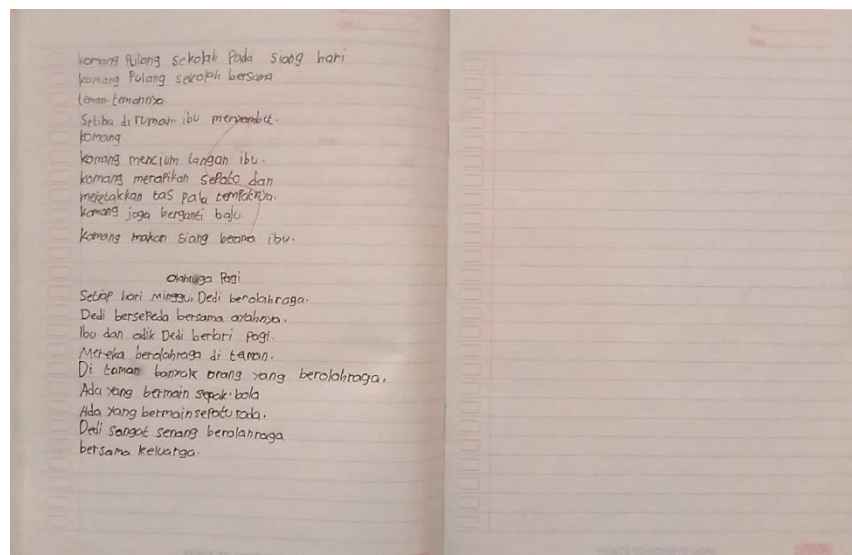 komang Pulang sekolah Pada siang hari
komang Pulang sekolah bersama
teman-temannya.
Setiba di rumah. ibu menyambut.
komang
komang mencium tangan ibu.
komang merapikan sepato dan
meletakkan tas pada tempatnya.
komang joga berganti baju.
komang makan siang ibu.
Olahraga Pagi
Setiap hari minggu, Dedi berolahraga.
Dedi bersepeda bersama ayahnya.
Ibu dan adik Dedi berlari pagi.
Mereka berolahraga di taman.
Di taman banyak orang yang berolahraga.
Ada yang bermain sepak bola
Ada yang bermain sepatu roda.
Dedi sangat senang berolahraga
bersama keluarga.